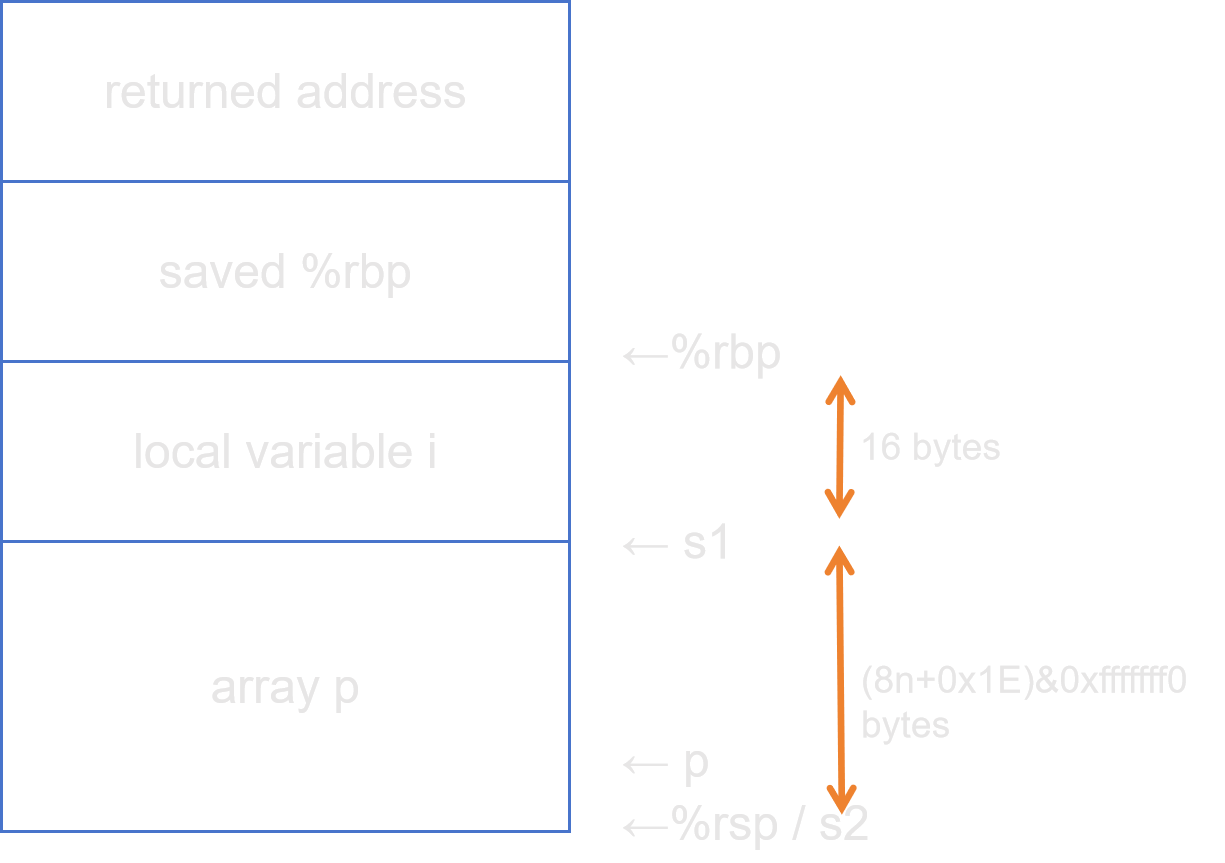 returned address
saved %rbp
←%rbp
16 bytes
local variable i
← s1
(8n+0x1E)&0xfffffff0
bytes
array p
← p
←%rsp / s2